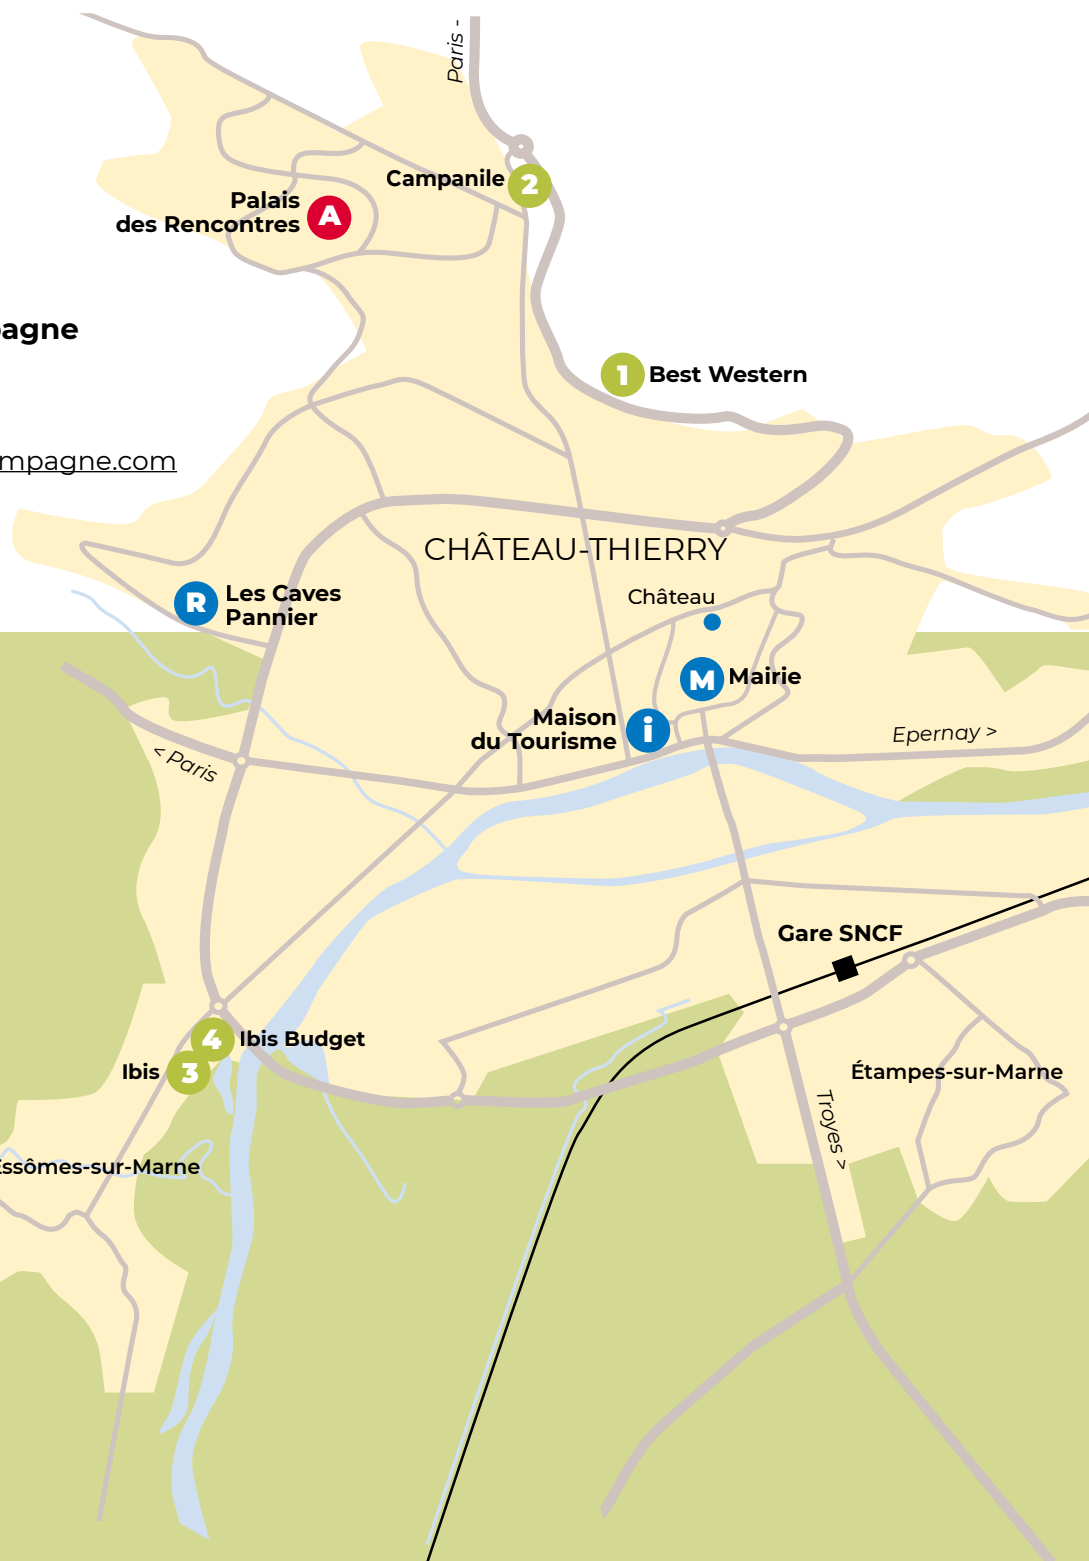 Paris -
Campanile
2
Palais
des Rencontres
A
agne
1
Best Western
mpagne.com
CHÂTEAU-THIERRY
R
Les Caves
Pannier
Château
M
Mairie
Maison
du Tourisme
i
Epernay >
< Paris
Gare SNCF
4
Ibis Budget
Ibis
3
Étampes-sur-Marne
Troyes >
Essômes-sur-Marne